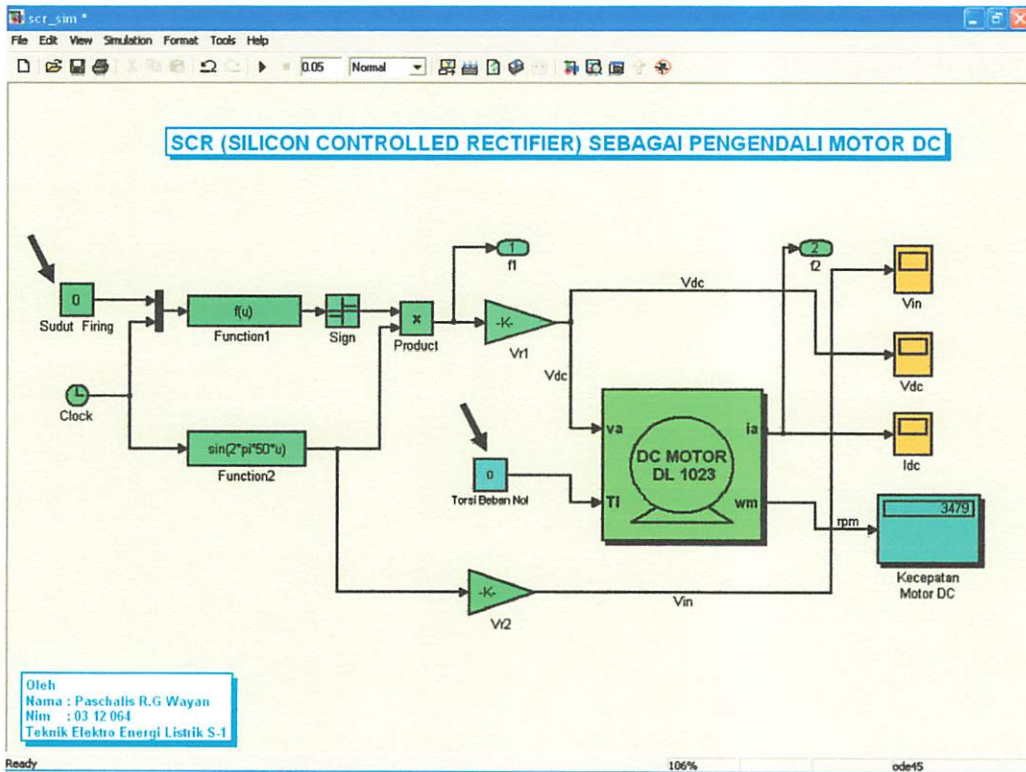 scr_sim *
File Edit View Simulation Format Tools Help
0.05 Normal
SCR (SILICON CONTROLLED RECTIFIER) SEBAGAI PENGENDALI MOTOR DC
0
Sudut Firing
f(u)
Function1
Sign
×
Product
1
f1
-K-
Vr1
Vdc
Vdc
2
f2
Vin
Vdc
Idc
Clock
sin(2*pi*50*u)
Function2
0
Torsi Beban Nol
va
Tl
DC MOTOR
DL 1023
ia
wm
rpm
3479
Kecepatan
Motor DC
-K-
Vr2
Vin
Oleh
Nama : Paschalis R.G Wayan
Nim : 03 12 064
Teknik Elektro Energi Listrik S-1
Ready 106% ode45